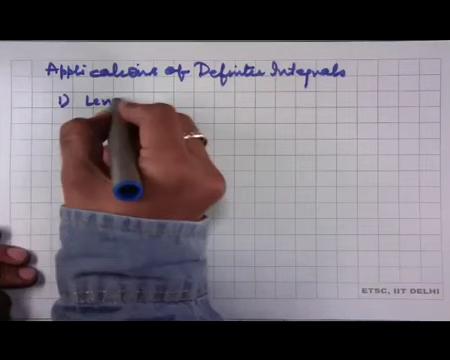 Applications of Definite Integrals
1) Len
ETSC, IIT DELHI